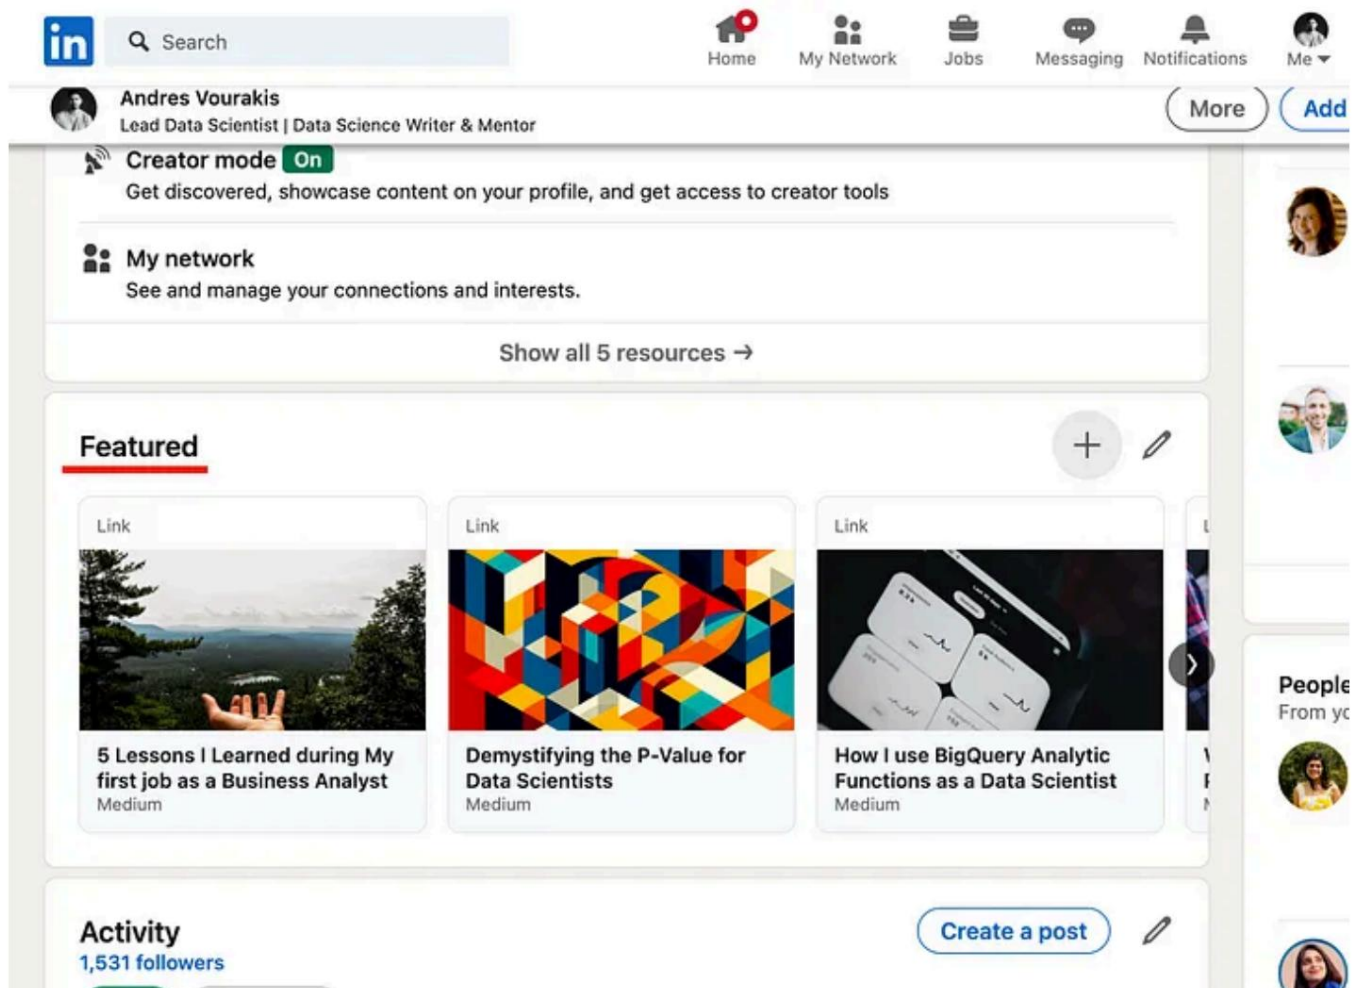 in
Search
Home
My Network
Jobs
Messaging
Notifications
Me
Andres Vourakis
Lead Data Scientist | Data Science Writer & Mentor
More
Add
Creator mode On
Get discovered, showcase content on your profile, and get access to creator tools
My network
See and manage your connections and interests.
Show all 5 resources →
Featured
Link
5 Lessons I Learned during My
first job as a Business Analyst
Medium
Link
Demystifying the P-Value for
Data Scientists
Medium
Link
How I use BigQuery Analytic
Functions as a Data Scientist
Medium
Activity
1,531 followers
Create a post
People
From